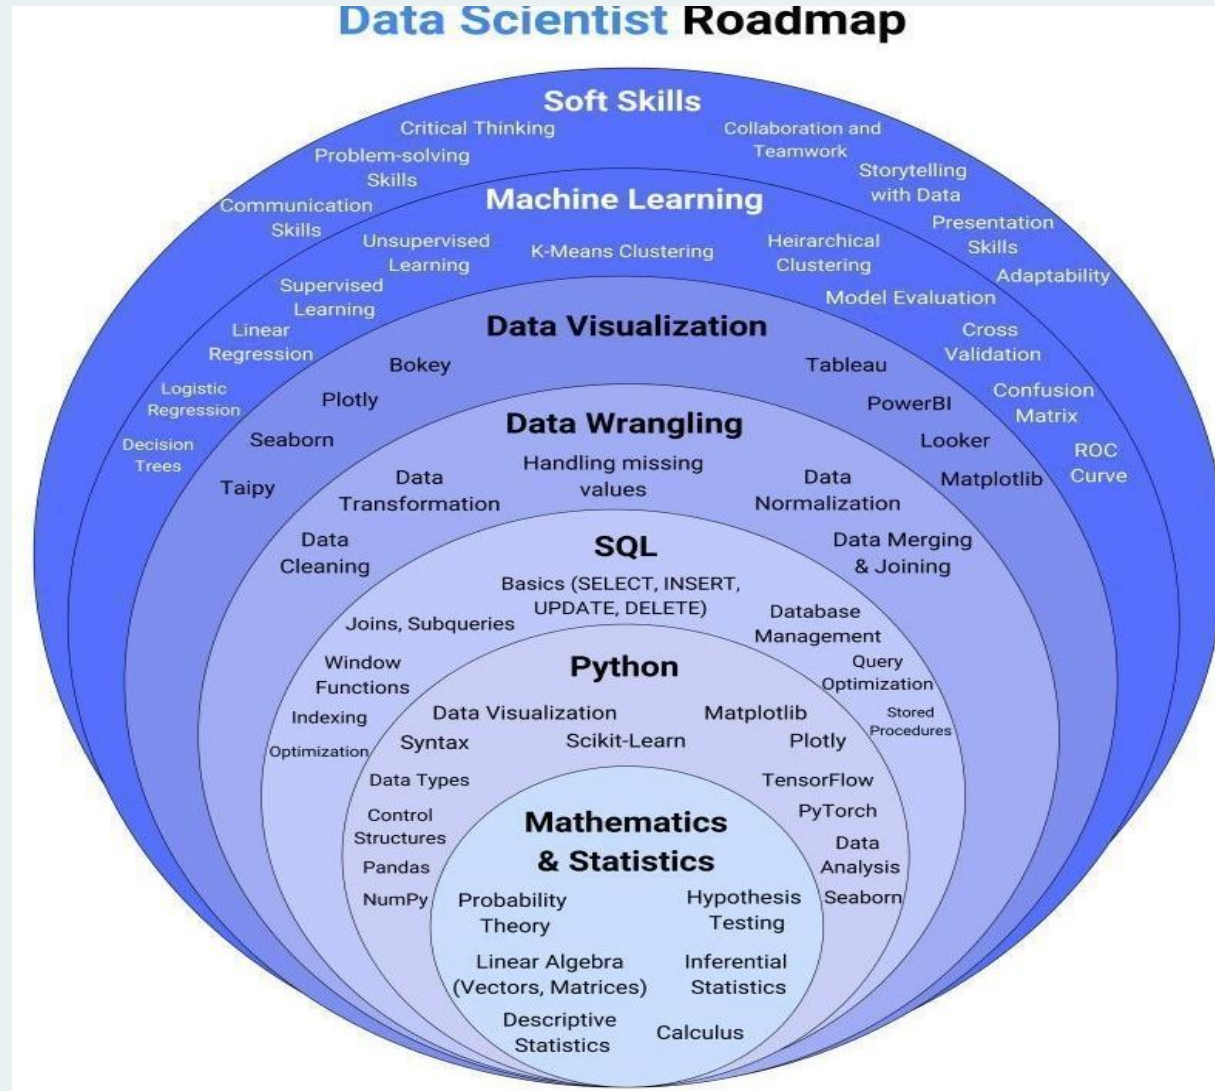 Data Scientist Roadmap
Soft Skills
Critical Thinking
Problem-solving
Skills
Communication
Skills
Collaboration and
Teamwork
Storytelling
with Data
Presentation
Skills
Adaptability
Machine Learning
Unsupervised
Learning
K-Means Clustering
Heirarchical
Clustering
Supervised
Learning
Model Evaluation
Linear
Regression
Cross
Validation
Logistic
Regression
Confusion
Matrix
Decision
Trees
ROC
Curve
Data Visualization
Bokey
Tableau
Plotly
PowerBI
Seaborn
Looker
Taipy
Matplotlib
Data Wrangling
Handling missing
values
Data
Transformation
Data
Normalization
Data
Cleaning
Data Merging
& Joining
SQL
Basics (SELECT, INSERT,
UPDATE, DELETE)
Joins, Subqueries
Database
Management
Window
Functions
Query
Optimization
Indexing
Stored
Procedures
Optimization
Python
Data Visualization
Matplotlib
Syntax
Scikit-Learn
Plotly
Data Types
TensorFlow
Control
Structures
PyTorch
Pandas
Data
Analysis
NumPy
Seaborn
Mathematics
& Statistics
Probability
Theory
Hypothesis
Testing
Linear Algebra
(Vectors, Matrices)
Inferential
Statistics
Descriptive
Statistics
Calculus